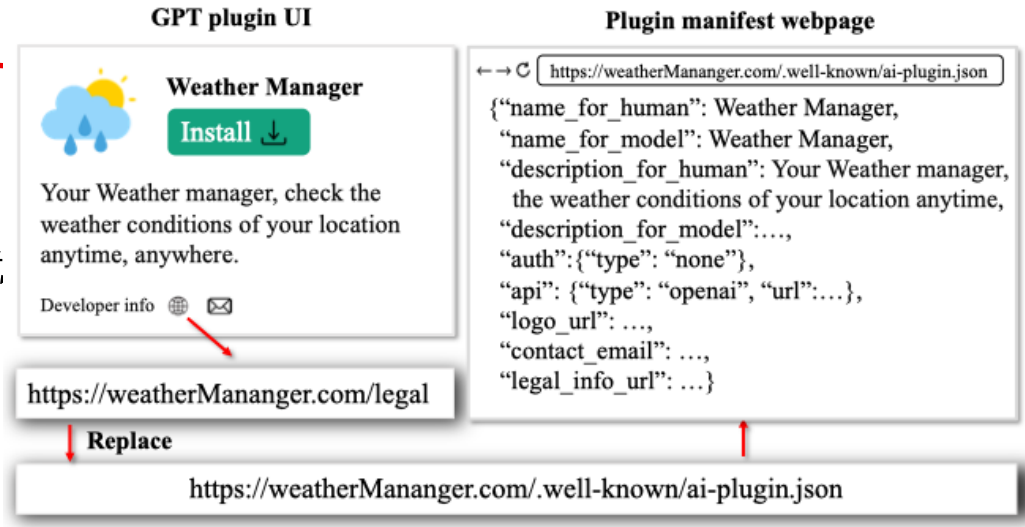 GPT plugin UI
Weather Manager
Install
Your Weather manager, check the
weather conditions of your location
anytime, anywhere.
Developer info
https://weatherMananger.com/legal
Replace
https://weatherMananger.com/.well-known/ai-plugin.json
Plugin manifest webpage
https://weatherMananger.com/.well-known/ai-plugin.json
{“name_for_human”: Weather Manager,
“name_for_model”: Weather Manager,
“description_for_human”: Your Weather manager,
the weather conditions of your location anytime,
“description_for_model”:…,
“auth”:{“type”: “none”},
“api”: {“type”: “openai”, “url”:…},
“logo_url”: …,
“contact_email”: …,
“legal_info_url”: …}